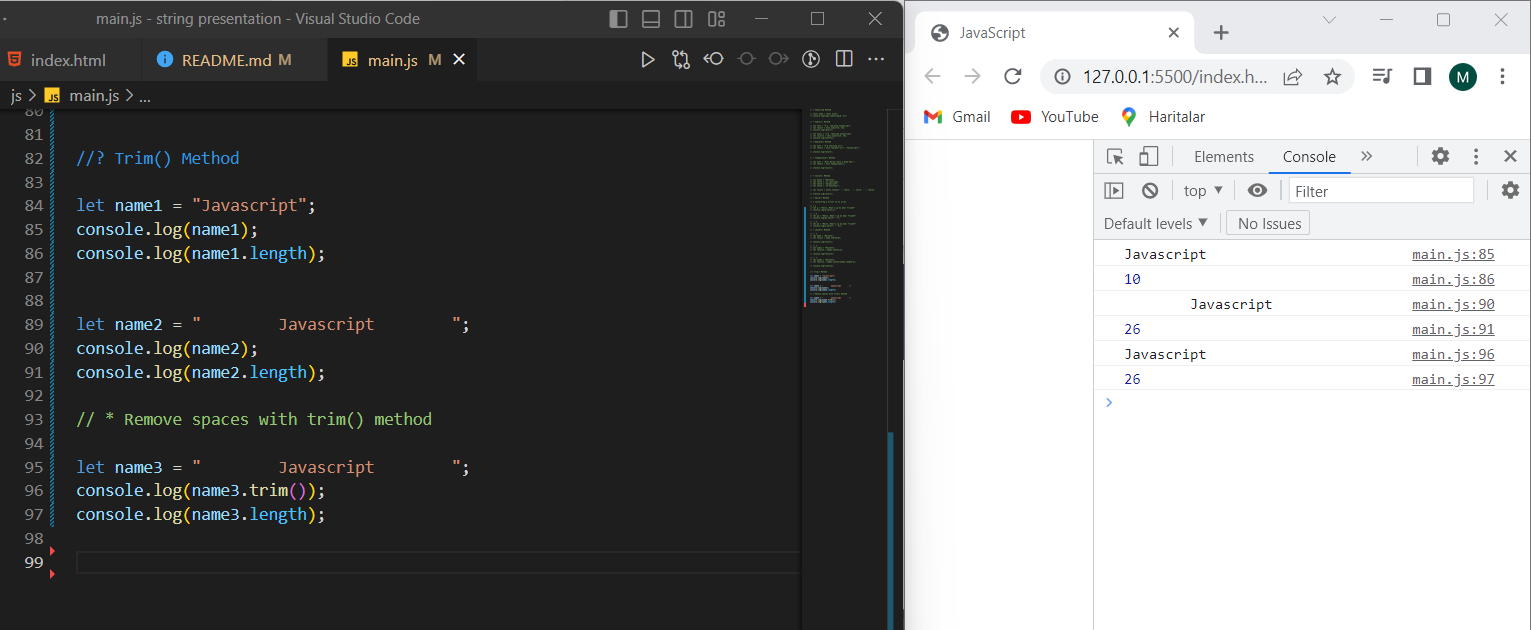 main.js - string presentation - Visual Studio Code
index.html
README.md M
JS main.js M
js > JS main.js > ...
80
81
82 //? Trim() Method
83
84 let name1 = "Javascript";
85 console.log(name1);
86 console.log(name1.length);
87
88
89 let name2 = "        Javascript        ";
90 console.log(name2);
91 console.log(name2.length);
92
93 // * Remove spaces with trim() method
94
95 let name3 = "        Javascript        ";
96 console.log(name3.trim());
97 console.log(name3.length);
98
99
JavaScript
127.0.0.1:5500/index.h... M
Gmail YouTube Haritalar
Elements Console
top Filter
Default levels No Issues
Javascript main.js:85
10 main.js:86
        Javascript main.js:90
26 main.js:91
Javascript main.js:96
26 main.js:97